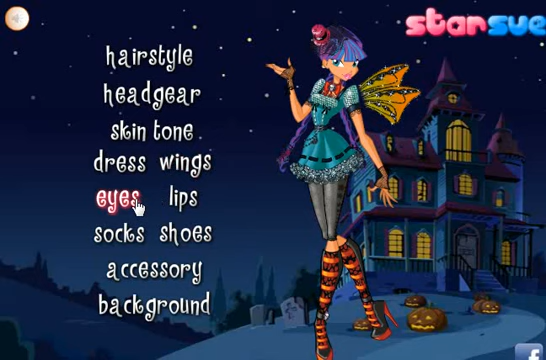 starsue
hairstyle
headgear
skin tone
dress wings
eyes lips
socks shoes
accessory
background
f